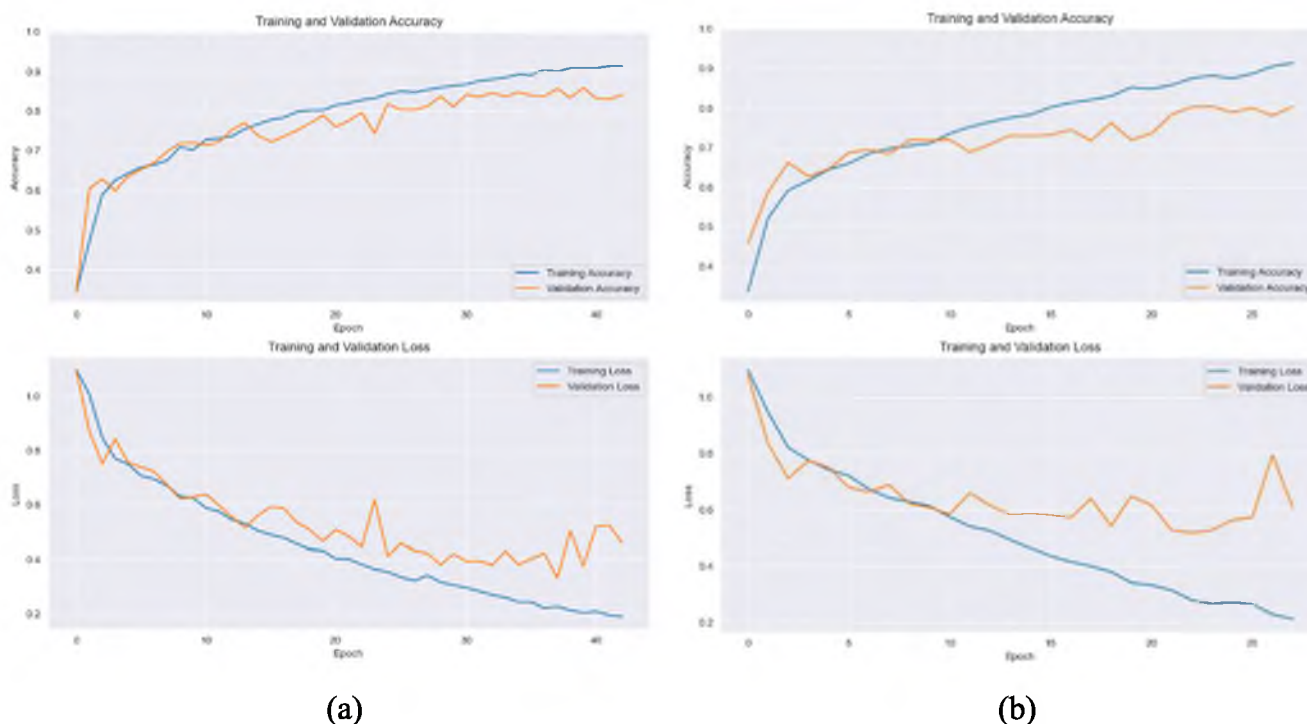 Training and Validation Accuracy
1.0
0.9
0.8
0.7
0.6
0.5
0.4
Accuracy
Training Accuracy
Validation Accuracy
0
10
20
30
40
Epoch
Training and Validation Loss
Training Loss
Validation Loss
1.0
0.8
0.6
0.4
0.2
Loss
0
10
20
30
40
Epoch
(a)
Training and Validation Accuracy
1.0
0.9
0.8
0.7
0.6
0.5
0.4
Accuracy
Training Accuracy
Validation Accuracy
0
5
10
15
20
25
Epoch
Training and Validation Loss
Training Loss
Validation Loss
1.0
0.8
0.6
0.4
0.2
Loss
0
5
10
15
20
25
Epoch
(b)